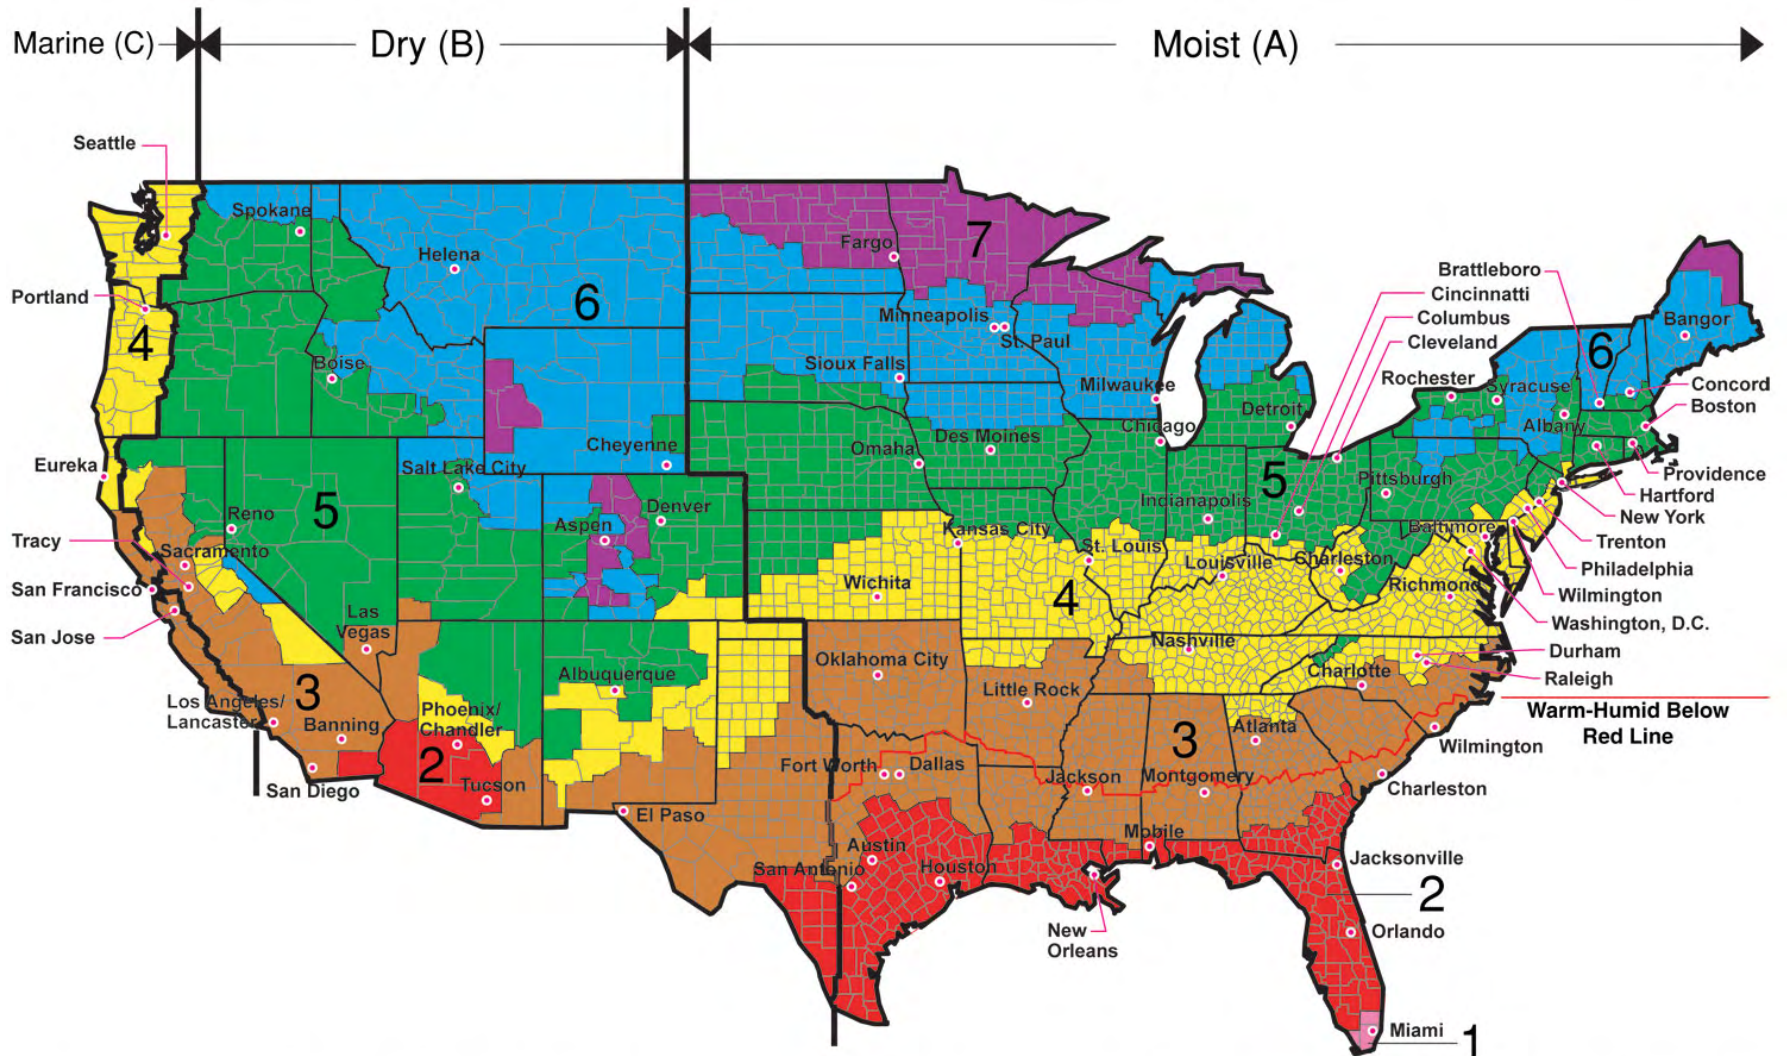 Marine (C)
Dry (B)
Moist (A)
Seattle
Spokane
Helena
Fargo
7
Portland
4
6
Boise
Minneapolis
St. Paul
Sioux Falls
Milwaukee
Brattleboro
Cincinnatti
Columbus
Cleveland
Rochester
Syracuse
6
Bangor
Concord
Boston
Detroit
Albany
Cheyenne
Omaha
Des Moines
Chicago
Eureka
Salt Lake City
5
Reno
Aspen
Denver
Indianapolis
5
Pittsburgh
Providence
Hartford
New York
Trenton
Philadelphia
Wilmington
Washington, D.C.
Baltimore
Tracy
Sacramento
San Francisco
San Jose
Las
Vegas
Kansas City
St. Louis
Wichita
4
Louisville
Charleston
Richmond
Nashville
Durham
Raleigh
Charlotte
Los Angeles/
Lancaster
3
Banning
San Diego
Phoenix/
Chandler
2
Tucson
Albuquerque
El Paso
Oklahoma City
Little Rock
Fort Worth
Dallas
Jackson
Montgomery
3
Atlanta
Warm-Humid Below
Red Line
Wilmington
Charleston
Mobile
Austin
San Antonio
Houston
New
Orleans
Jacksonville
2
Orlando
Miami
1